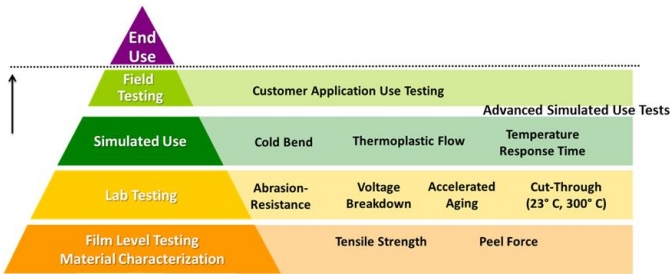 End
Use
Field
Testing
Customer Application Use Testing
Advanced Simulated Use Tests
Simulated Use
Cold Bend
Thermoplastic Flow
Temperature
Response Time
Lab Testing
Abrasion-
Resistance
Voltage
Breakdown
Accelerated
Aging
Cut-Through
(23° C, 300° C)
Film Level Testing
Material Characterization
Tensile Strength
Peel Force